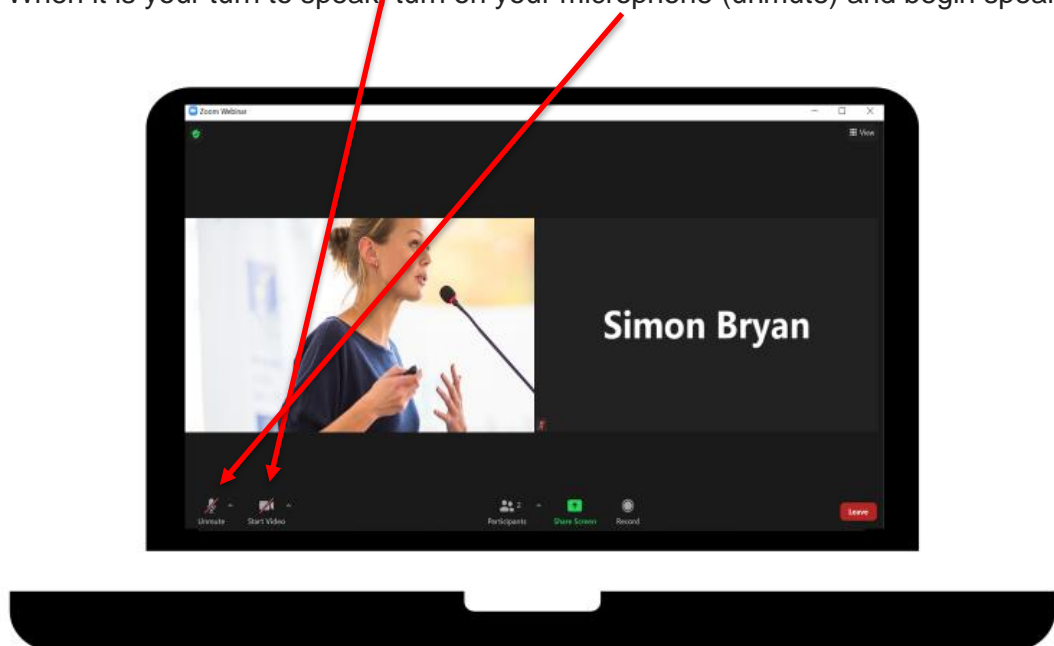 When it is your turn to speak, turn on your microphone (unmute) and begin
Zoom Webinar
View
Simon Bryan
Unmute
Start Video
2
Participants
Share Screen
Record
Leave